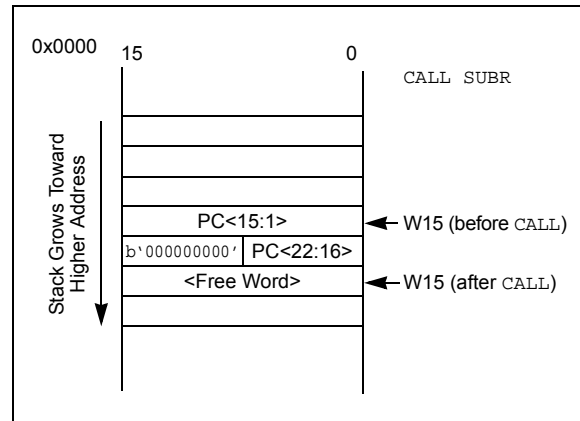 0x0000
15 0
CALL SUBR
Stack Grows Toward
Higher Address
PC<15:1>
W15 (before CALL)
b‘000000000’
PC<22:16>
<Free Word>
W15 (after CALL)